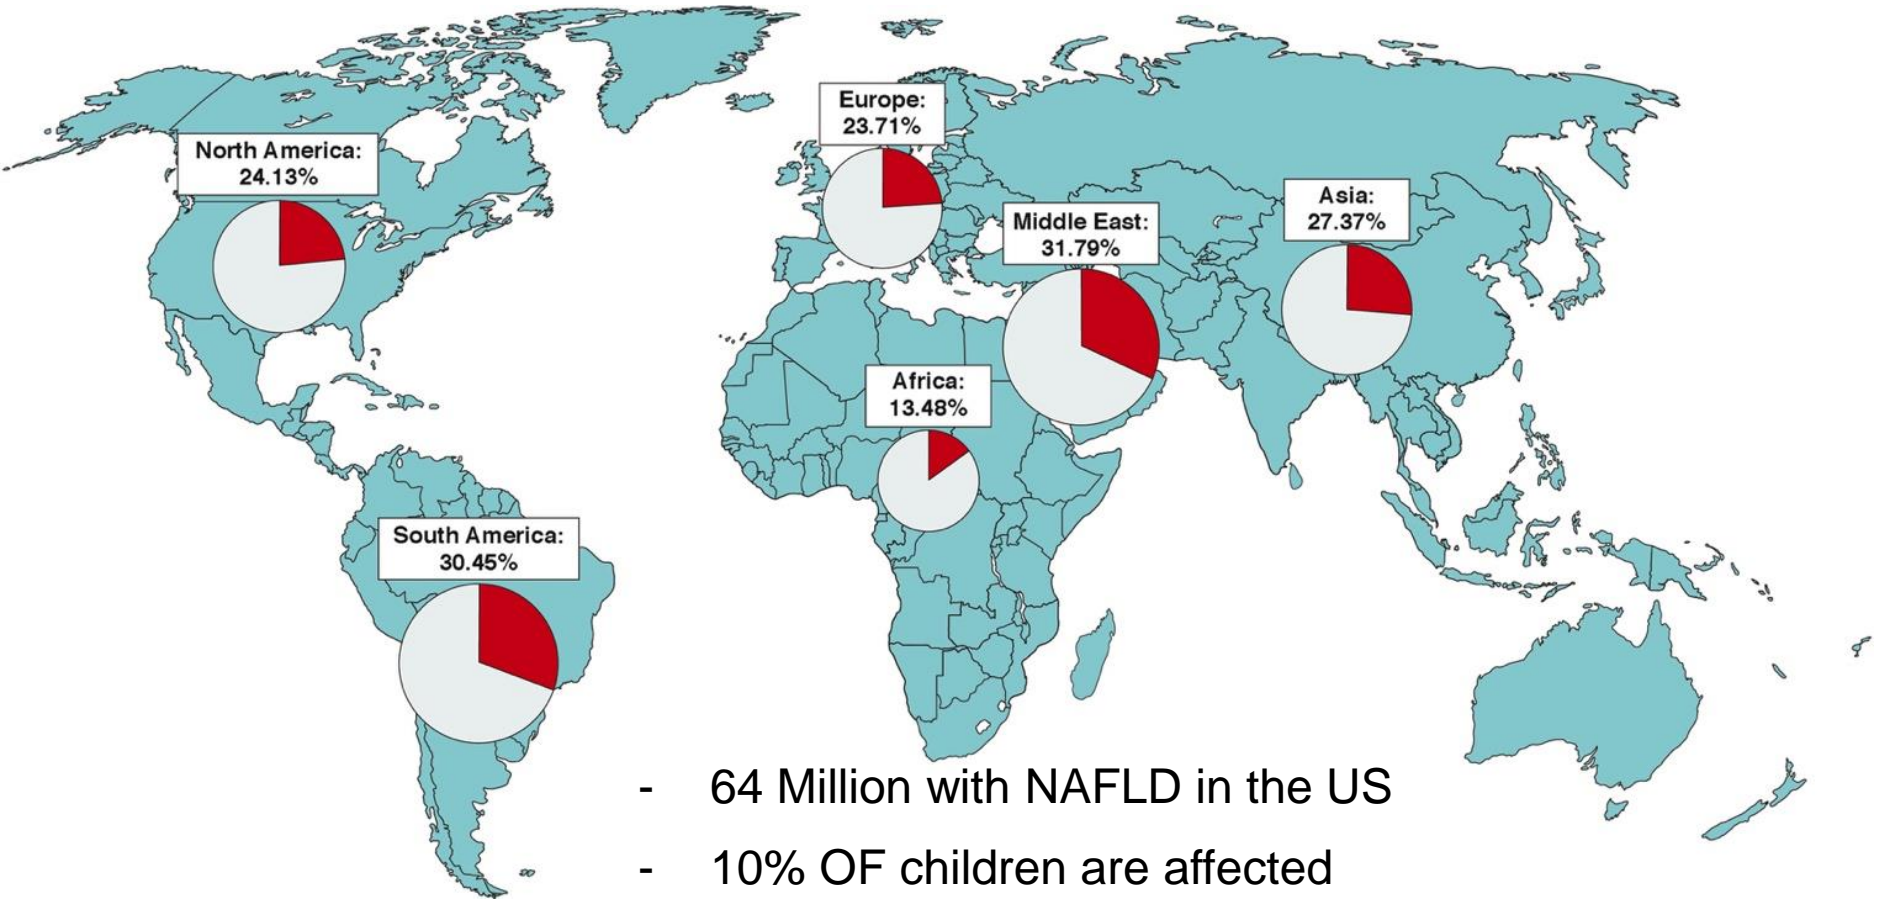 Europe:
23.71%
North America:
24.13%
Asia:
27.37%
Middle East:
31.79%
Africa:
13.48%
South America:
30.45%
- 64 Million with NAFLD in the US
- 10% OF children are affected